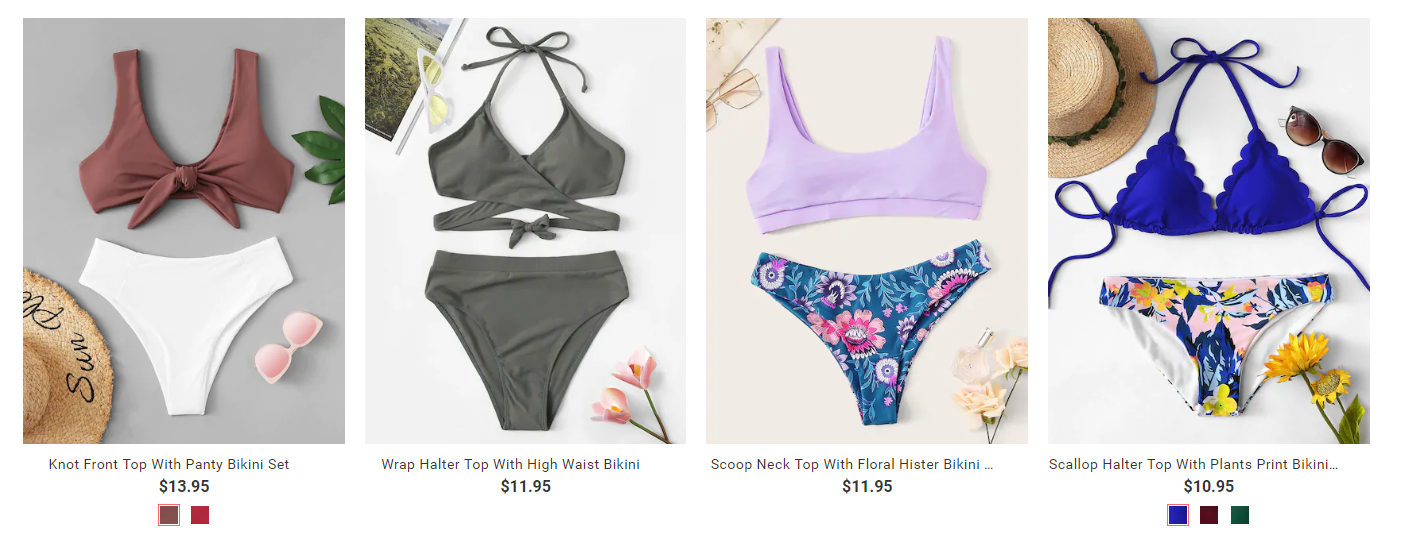 Sun
Knot Front Top With Panty Bikini Set
$13.95
Wrap Halter Top With High Waist Bikini
$11.95
Scoop Neck Top With Floral Hister Bikini ...
$11.95
Scallop Halter Top With Plants Print Bikini...
$10.95